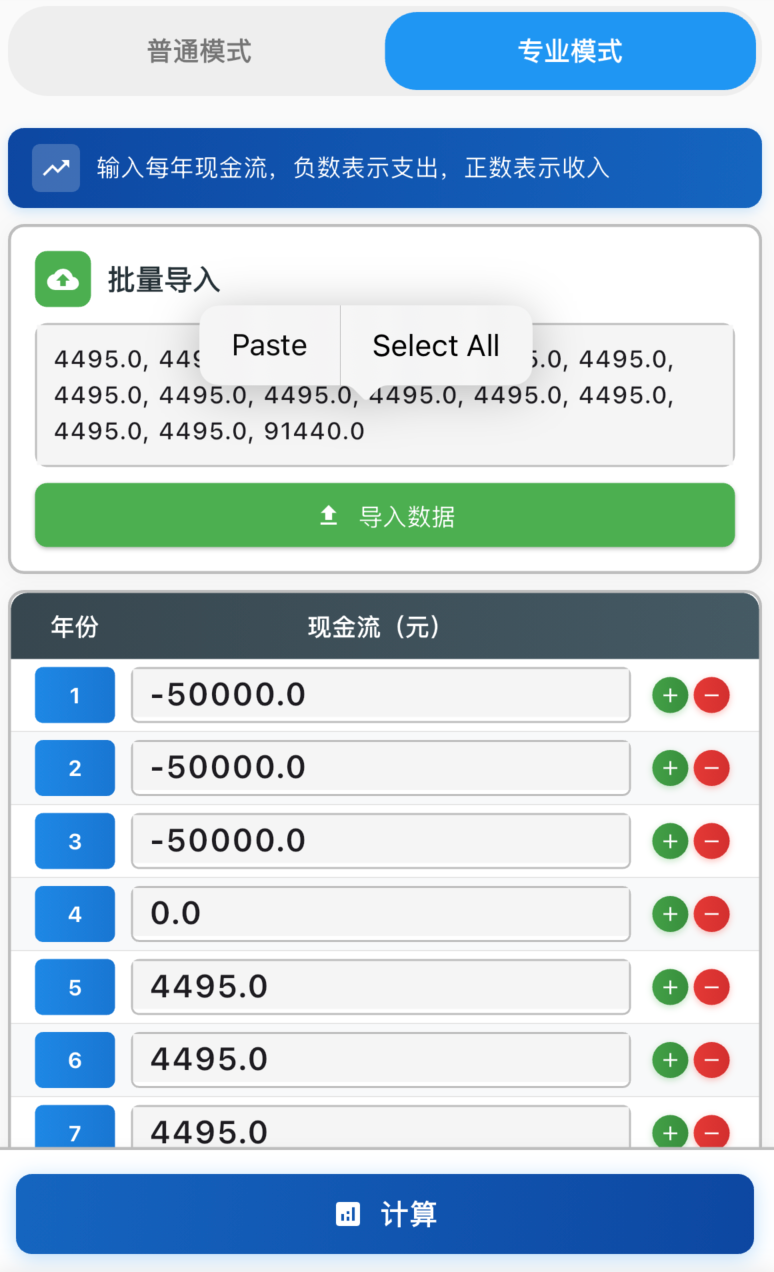 普通模式 专业模式
输入每年现金流，负数表示支出，正数表示收入
批量导入
Paste Select All
4495.0, 4495.0,
4495.0, 4495.0, 4495.0, 4495.0, 4495.0, 4495.0,
4495.0, 4495.0, 91440.0
导入数据
年份 现金流（元）
1 -50000.0
2 -50000.0
3 -50000.0
4 0.0
5 4495.0
6 4495.0
7 4495.0
计算